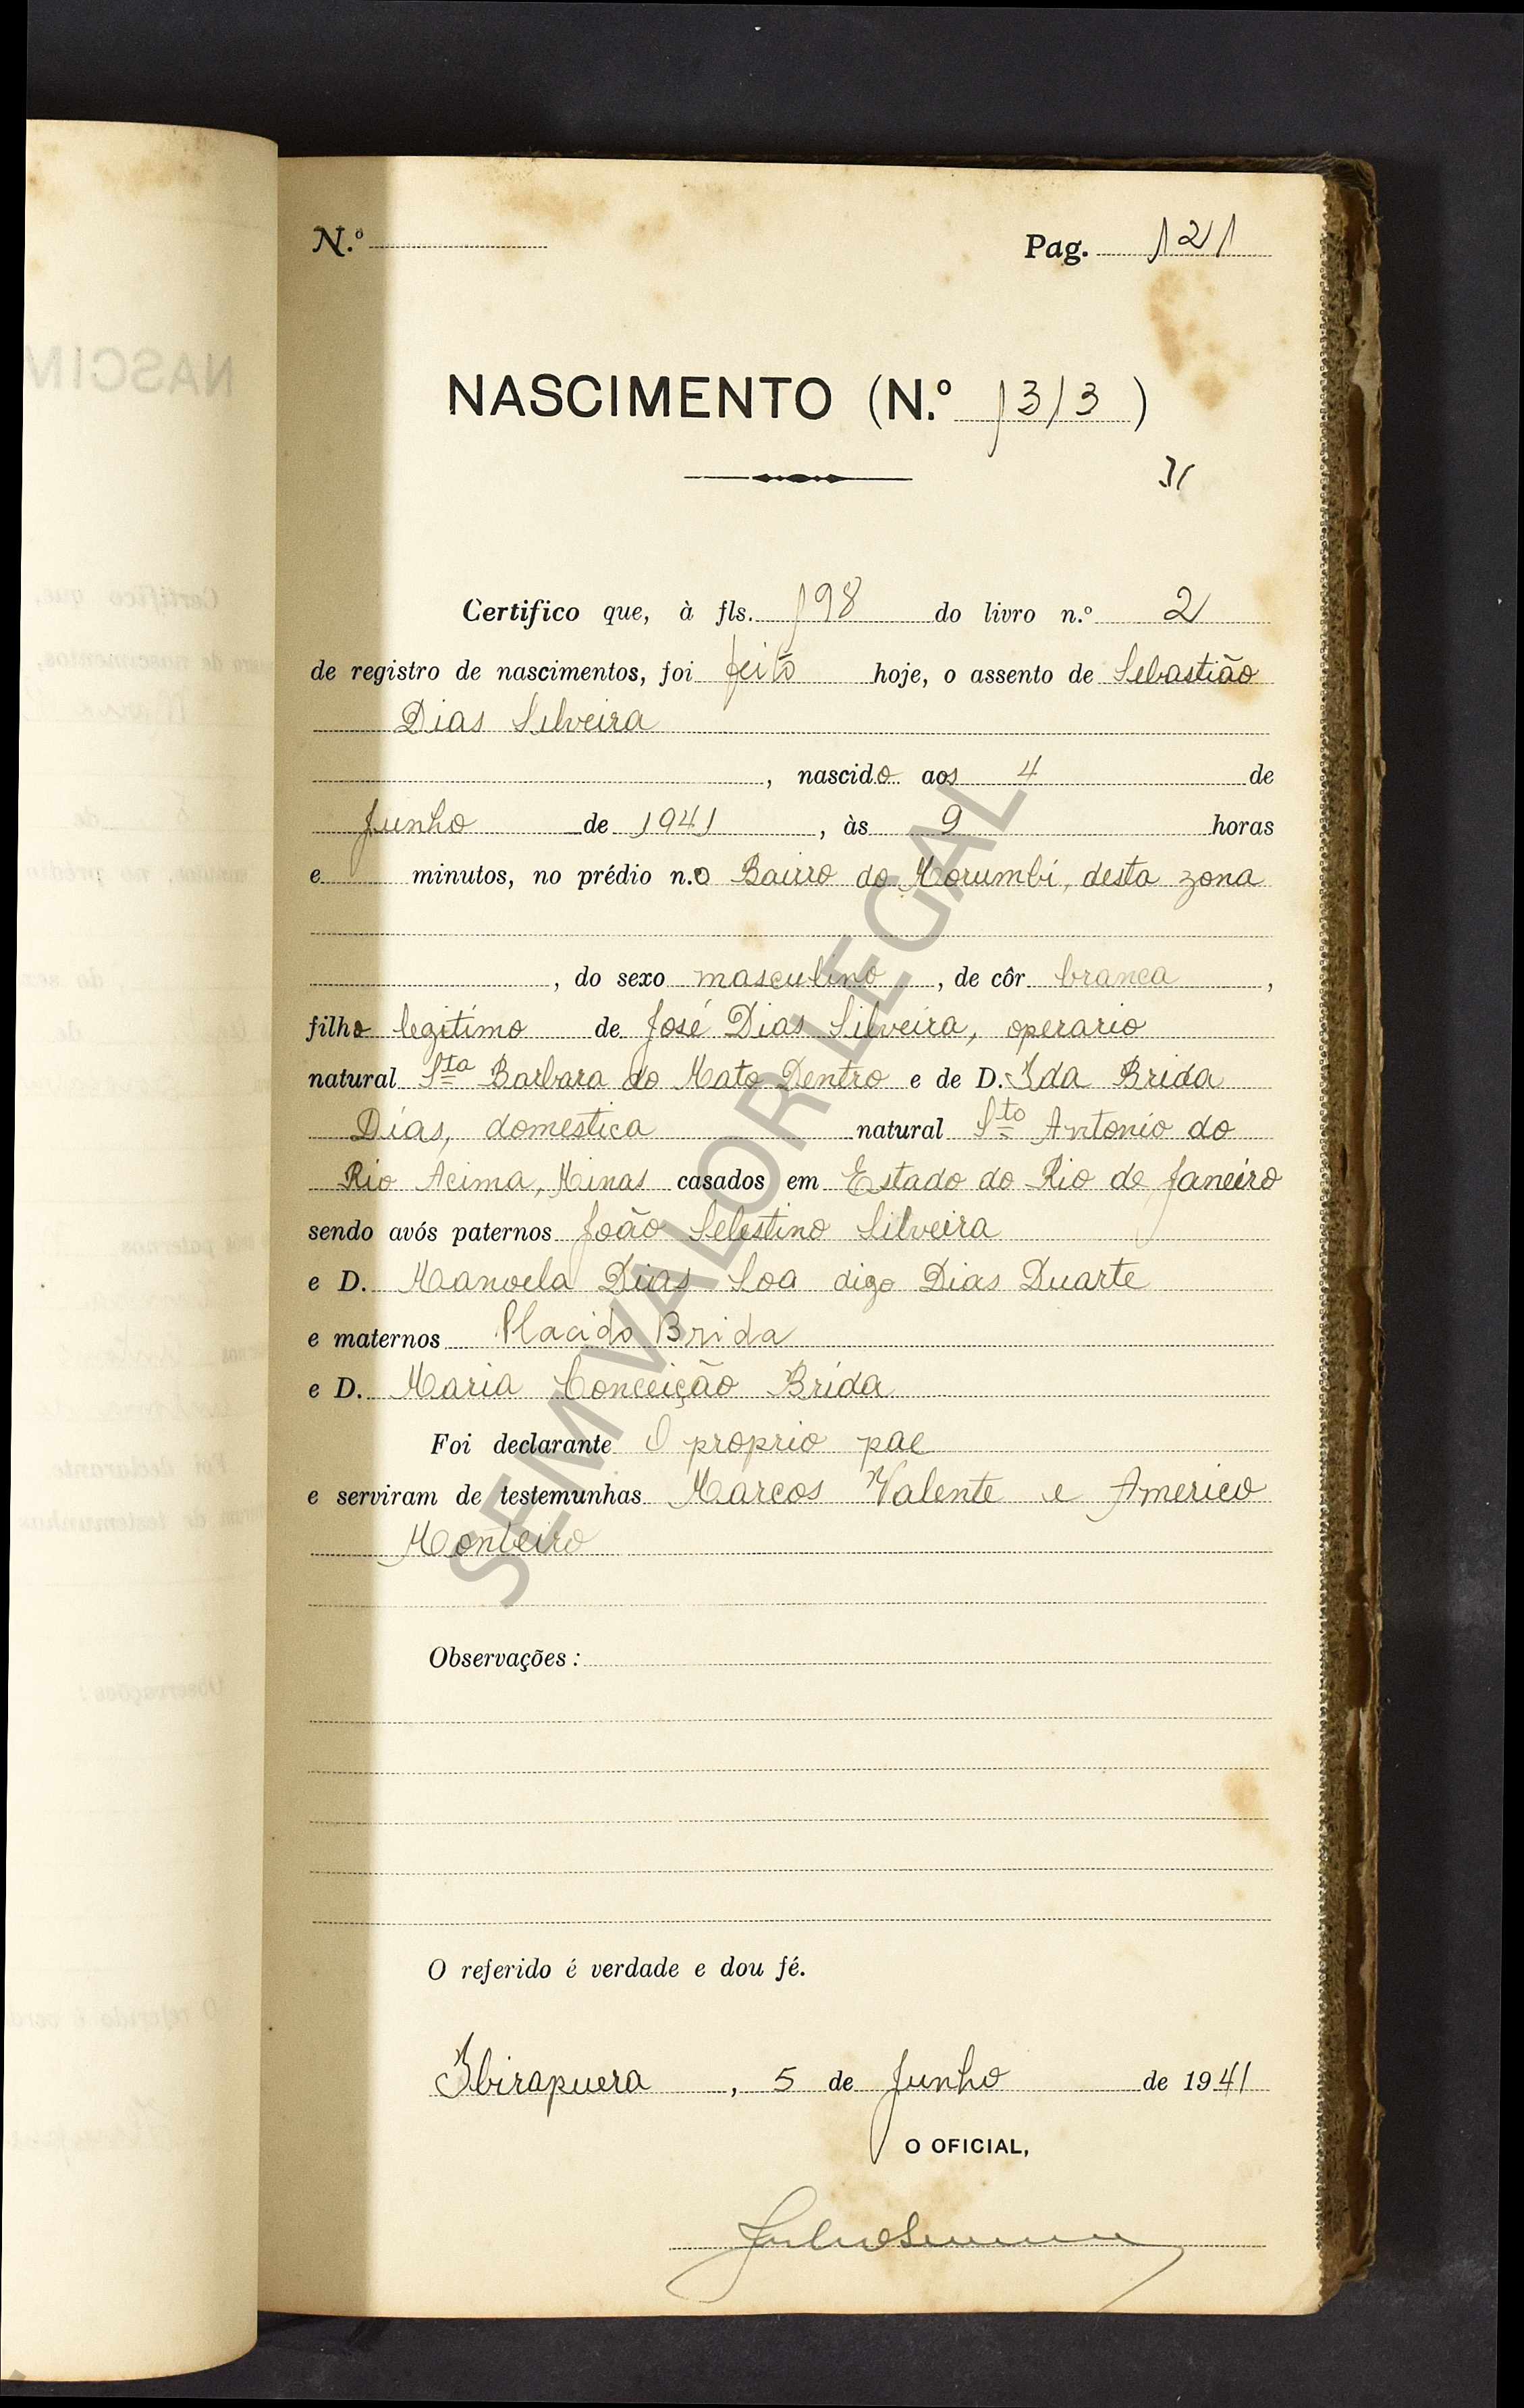 N.º Pag. 121
NASCIMENTO (N.º 1313)
31
Certifico que, à fls. 198 do livro n.º 2
de registro de nascimentos, foi feito hoje, o assento de Sebastião
Dias Silveira
, nascido aos 4 de
Junho de 1941, às 9 horas
e minutos, no prédio n.o Bairro do Morumbi, desta zona
, do sexo masculino, de côr branca,
filho legitimo de José Dias Silveira, operario
natural Sta Barbara do Mato Dentro e de D. Ida Brida
Dias, domestica natural Sto Antonio do
Rio Acima, Minas casados em Estado do Rio de Janeiro
sendo avós paternos João Selestino Silveira
e D. Manoela Dias Loa digo Dias Duarte
e maternos Placido Brida
e D. Maria Conceição Brida
Foi declarante O proprio pae
e serviram de testemunhas Marcos Valente e Americo
Monteiro
Observações:
O referido é verdade e dou fé.
Ibirapuera, 5 de Junho de 1941
O OFICIAL,
SEM VALOR LEGAL